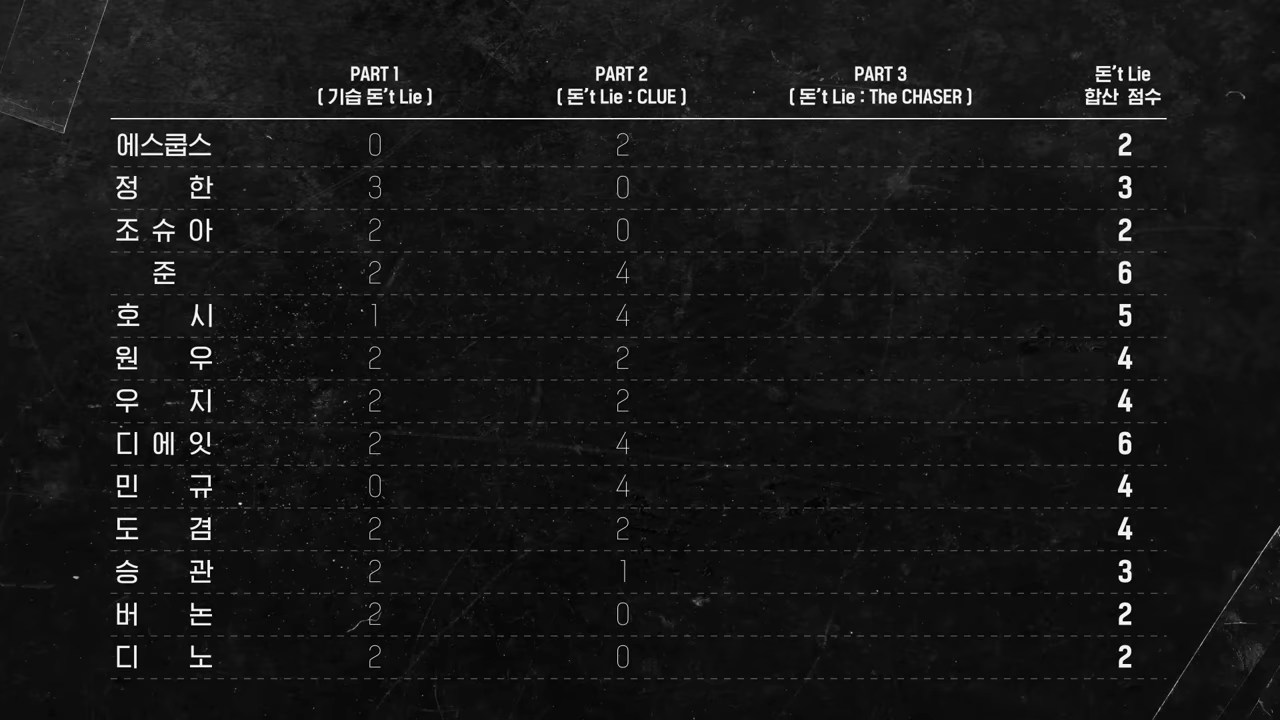 PART 1 PART 2 PART 3 돈't Lie
( 기습 돈't Lie ) ( 돈't Lie : CLUE ) ( 돈't Lie : The CHASER ) 합산 점수
에스쿱스 0 2 2
정한 3 0 3
조슈아 2 0 2
준 2 4 6
호시 1 4 5
원우 2 2 4
우지 2 2 4
디에잇 2 4 6
민규 0 4 4
도겸 2 2 4
승관 2 1 3
버논 2 0 2
디노 2 0 2